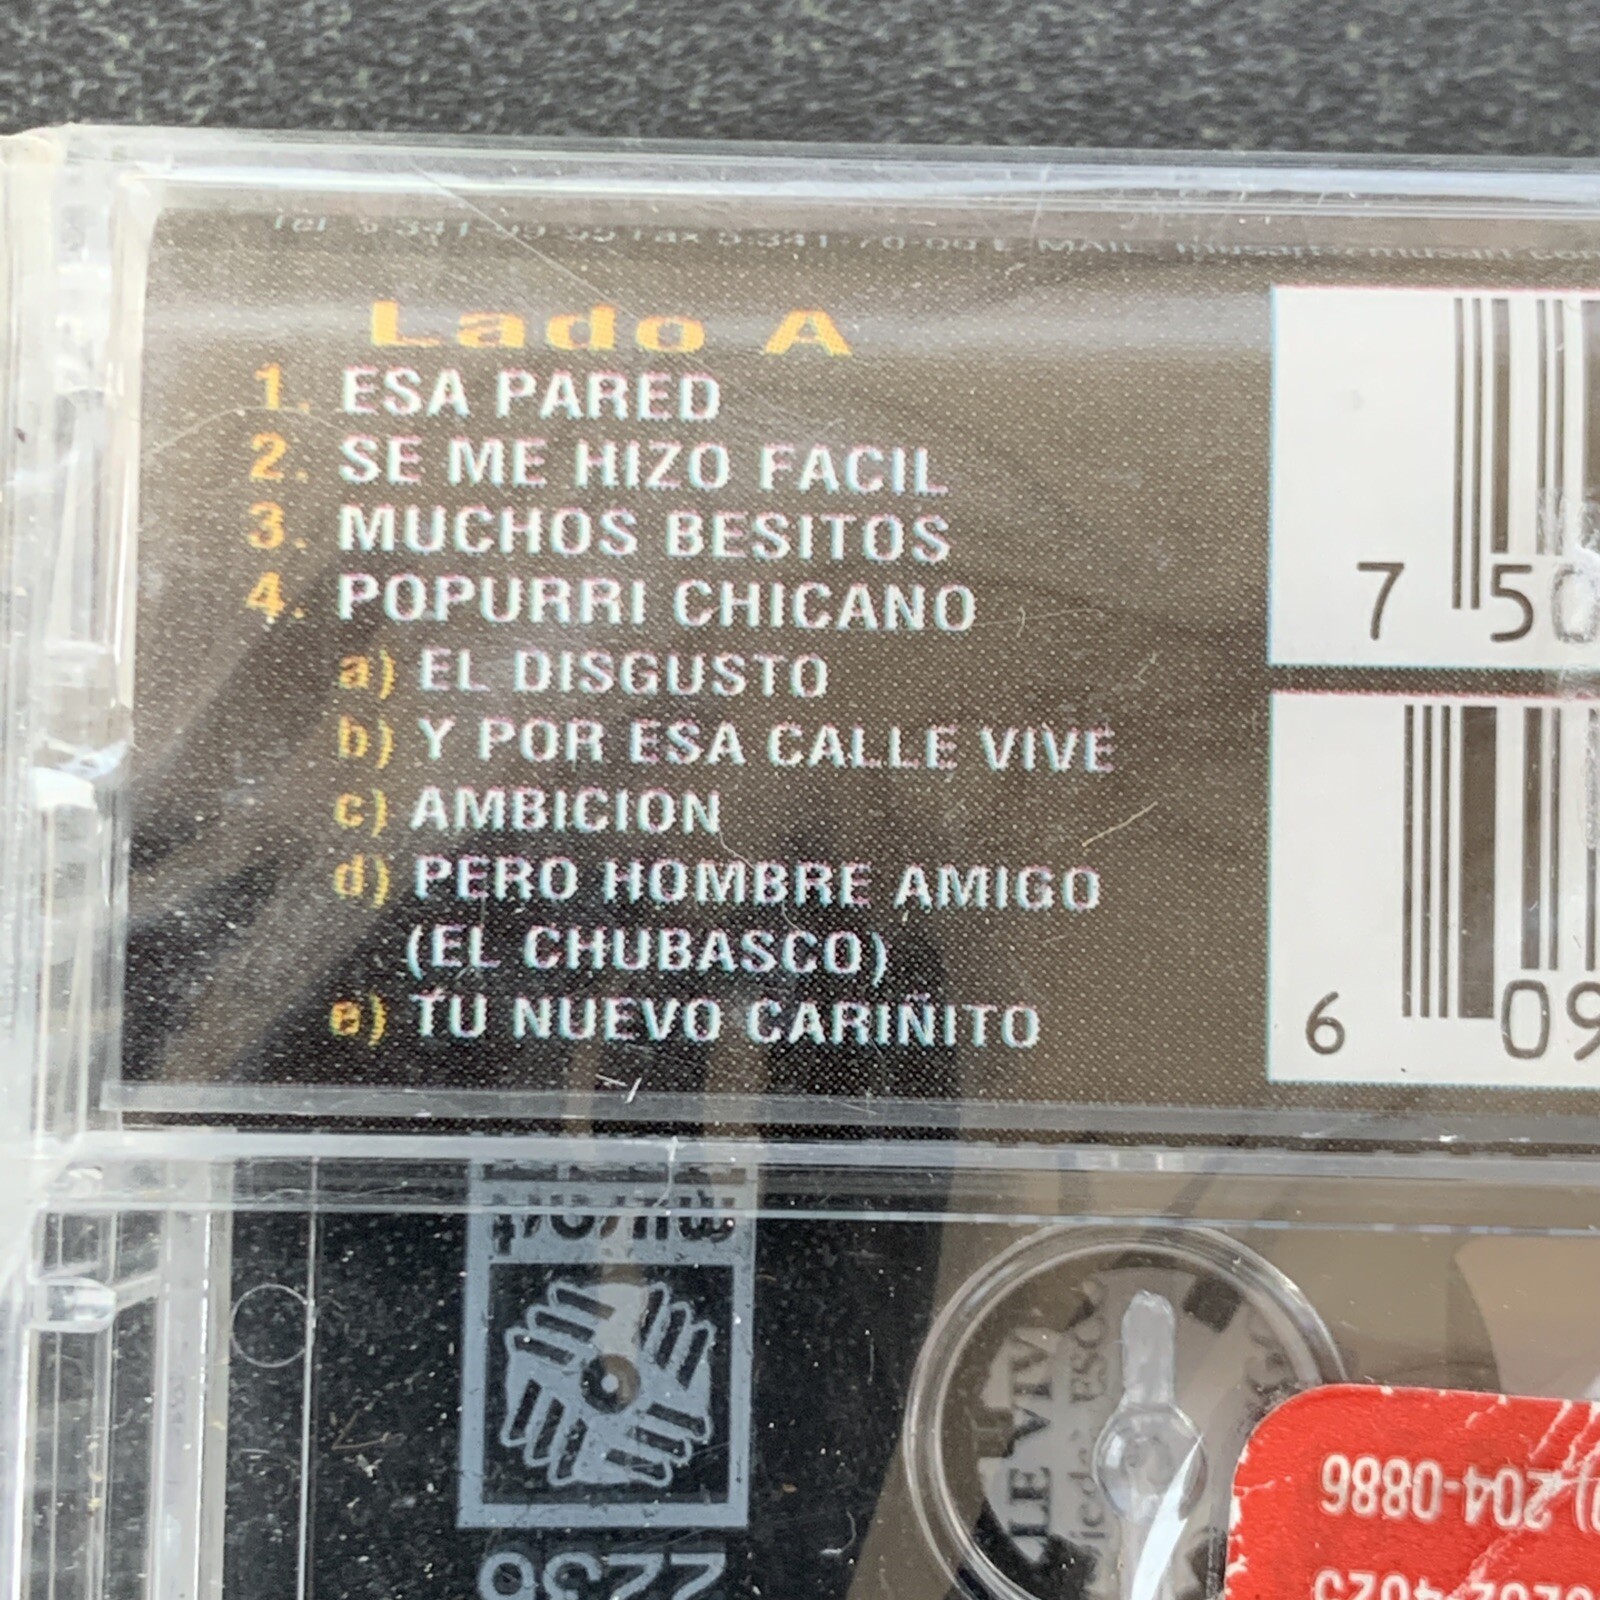 Lado A
1. ESA PARED
2. SE ME HIZO FACIL
3. MUCHOS BESITOS
4. POPURRI CHICANO
a) EL DISGUSTO
b) Y POR ESA CALLE VIVE
c) AMBICION
d) PERO HOMBRE AMIGO
(EL CHUBASCO)
e) TU NUEVO CARIÑITO
7 50
6 09
musart
204-0886